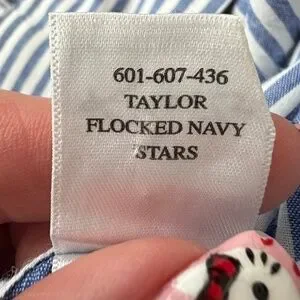 601-607-436
TAYLOR
FLOCKED NAVY
STARS